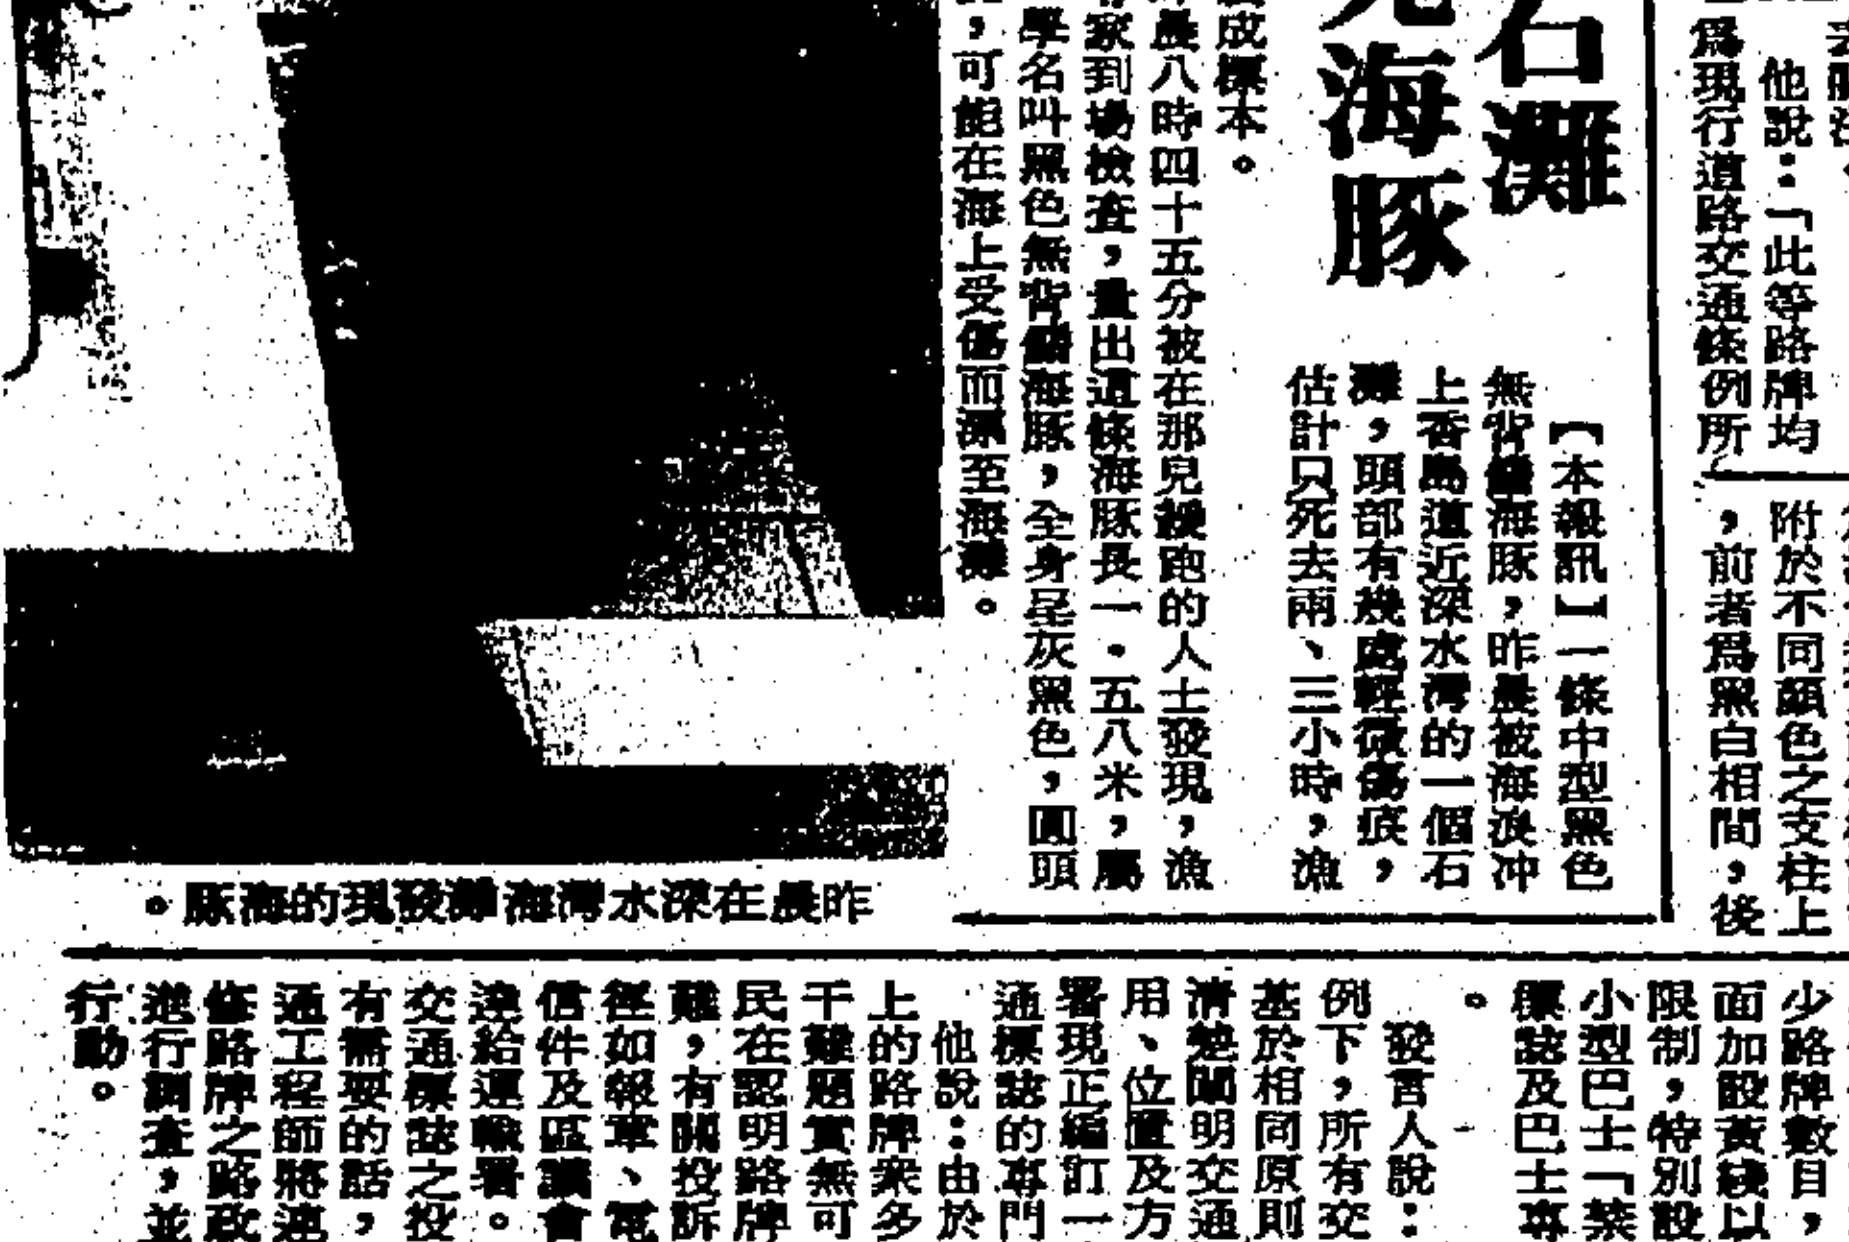 他說：「此等路牌均
爲現行道路交通條例所
附於不同顏色之支柱上
，前者爲黑白相間，後
石灘
海豚
【本報訊】一條中型黑色
無背鰭海豚，昨晨被海浪冲
上香島道近深水灣的一個石
灘，頭部有幾處輕微傷痕，
估計只死去兩、三小時，漁
成標本。
晨八時四十五分被在那兒緩跑的人士發現，漁
家到場檢查，量出這條海豚長一．五八米，屬
學名叫黑色無背鰭海豚，全身呈灰黑色，圓頭
，可能在海上受傷而漂至海灘。
昨晨在深水灣海灘發現的海豚。
少路牌數目，
面加設黃綫以
限制，特別設
小型巴士「禁
標誌及巴士專
。
發言人說：
例下，所有交
基於相同原則
清楚闡明交通
用、位置及方
署現正編訂一
通標誌的專門
他說：由於
上的路牌衆多
干難題實無可
民在認明路牌
難，有關投訴
徑如報章、電
信件及區議會
達給運輸署。
交通標誌之投
有需要的話，
通工程師將連
修路牌之路政
進行調查，並
行動。